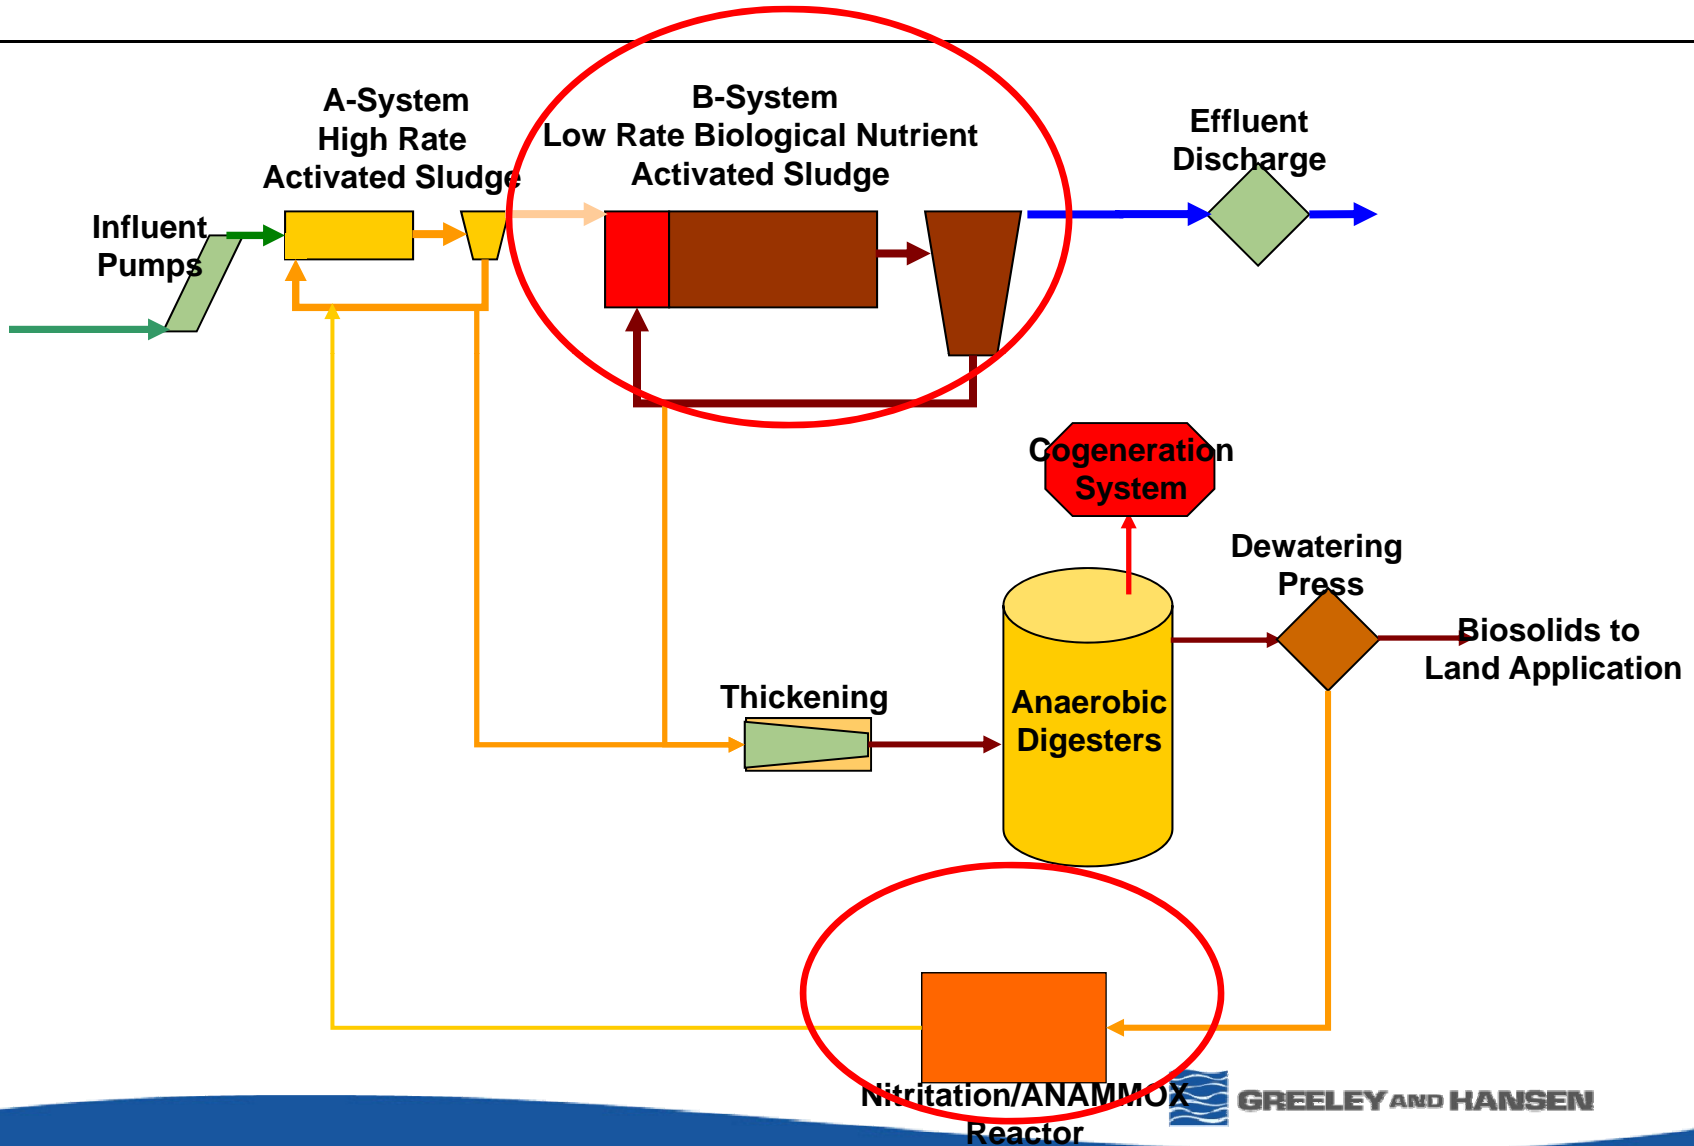 A-System
High Rate
Activated Sludge
B-System
Low Rate Biological Nutrient
Activated Sludge
Effluent
Discharge
Influent
Pumps
Cogeneration
System
Dewatering
Press
Biosolids to
Land Application
Thickening
Anaerobic
Digesters
Nitritation/ANAMMOX
Reactor
GREELEY AND HANSEN